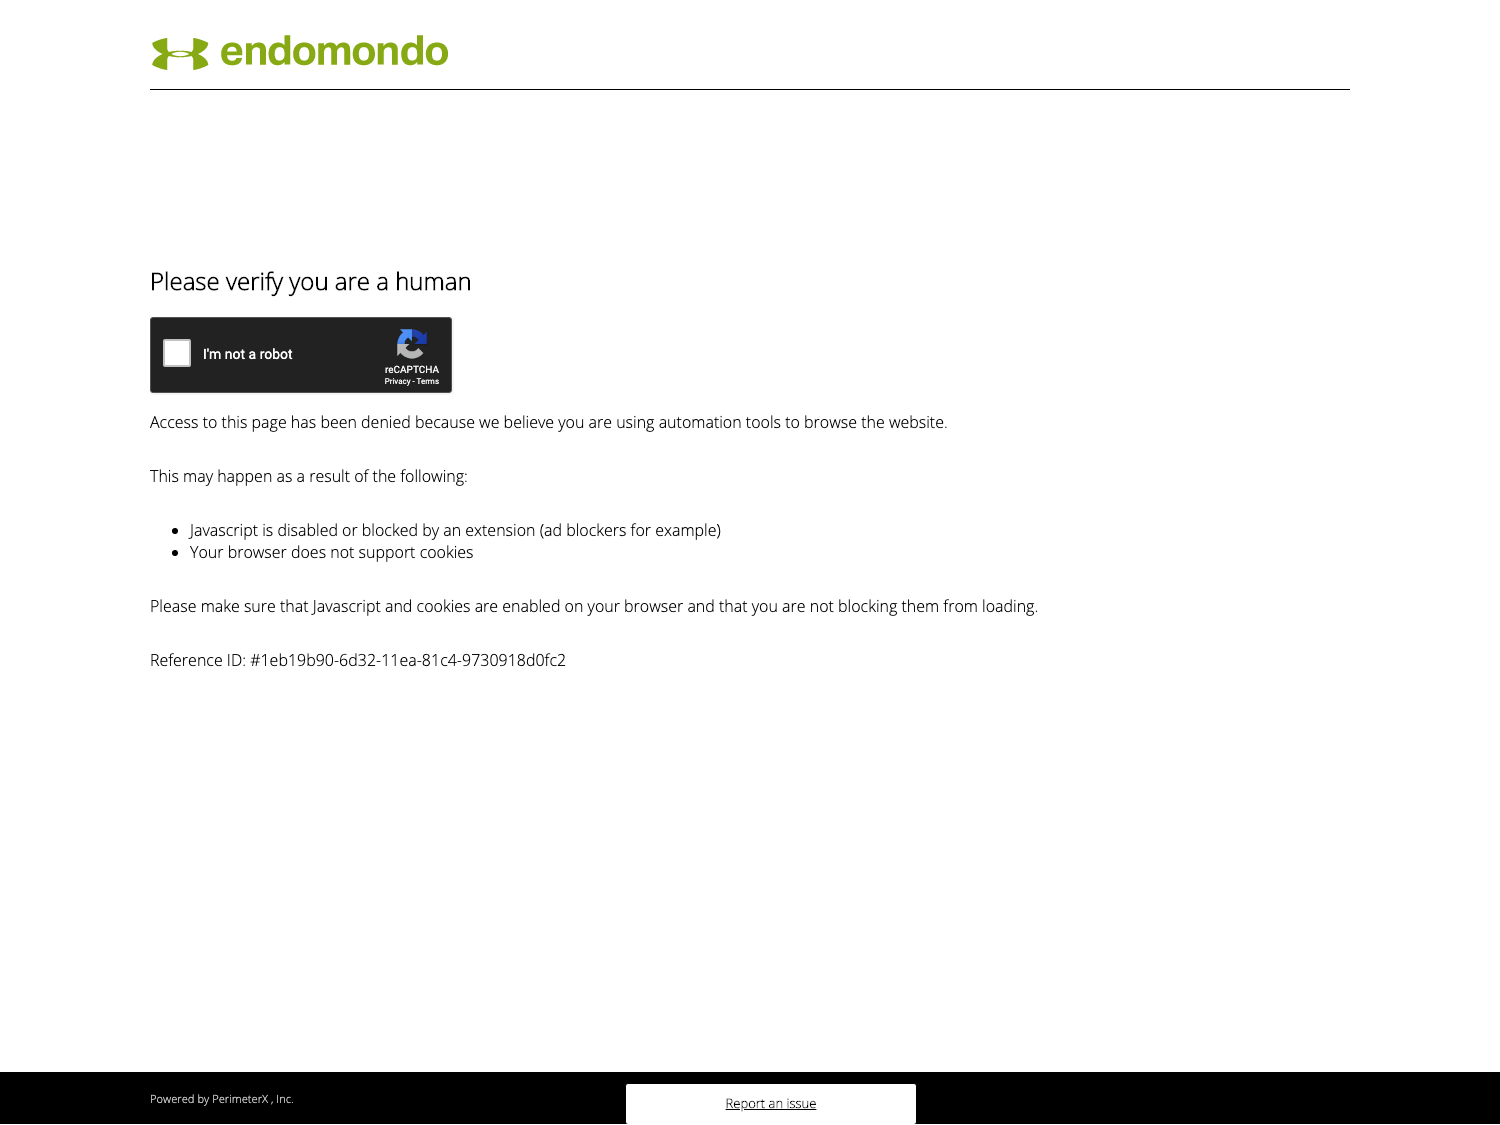 endomondo
Please verify you are a human
I'm not a robot
reCAPTCHA
Privacy - Terms
Access to this page has been denied because we believe you are using automation tools to browse the website.
This may happen as a result of the following:
Javascript is disabled or blocked by an extension (ad blockers for example)
Your browser does not support cookies
Please make sure that Javascript and cookies are enabled on your browser and that you are not blocking them from loading.
Reference ID: #1eb19b90-6d32-11ea-81c4-9730918d0fc2
Powered by PerimeterX , Inc.
Report an issue